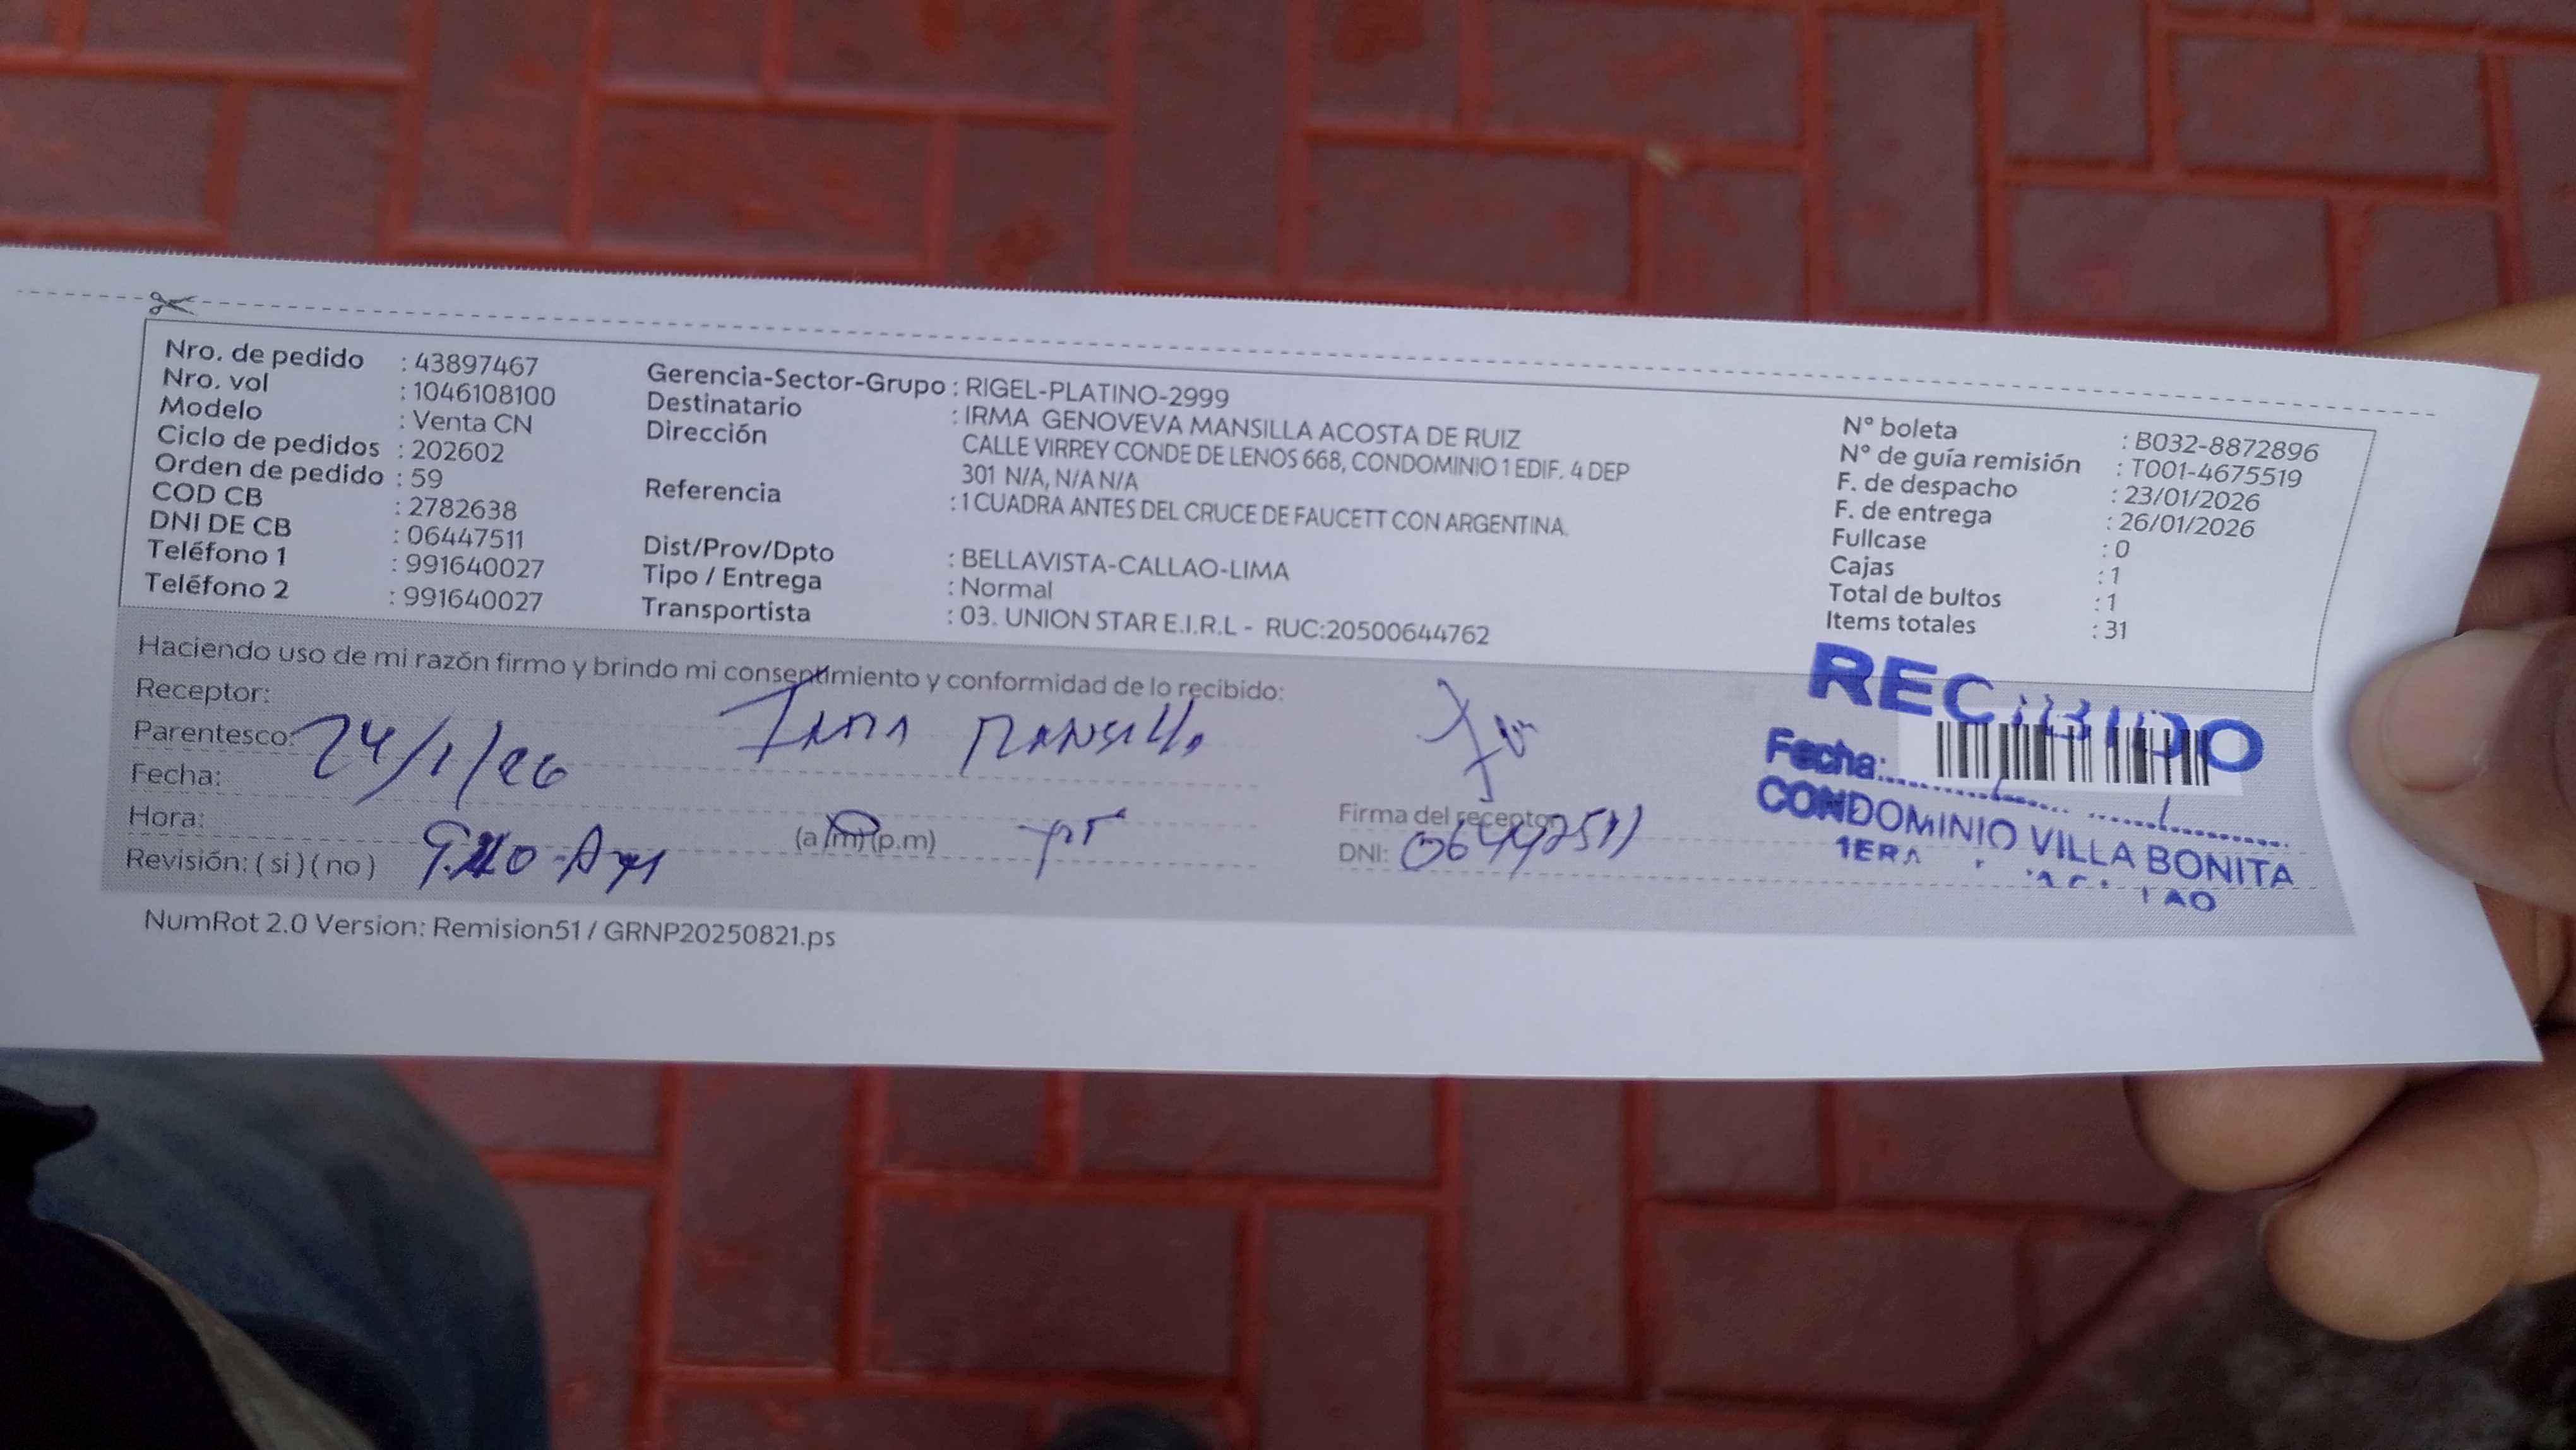 Nro. de pedido : 43897467
Nro. vol : 1046108100
Modelo : Venta CN
Ciclo de pedidos : 202602
Orden de pedido : 59
COD CB : 2782638
DNI DE CB : 06447511
Teléfono 1 : 991640027
Teléfono 2 : 991640027
Gerencia-Sector-Grupo : RIGEL-PLATINO-2999
Destinatario : IRMA GENOVEVA MANSILLA ACOSTA DE RUIZ
Dirección CALLE VIRREY CONDE DE LENOS 668, CONDOMINIO 1 EDIF. 4 DEP
301 N/A, N/A N/A
Referencia : 1 CUADRA ANTES DEL CRUCE DE FAUCETT CON ARGENTINA.
Dist/Prov/Dpto : BELLAVISTA-CALLAO-LIMA
Tipo / Entrega : Normal
Transportista : 03. UNION STAR E.I.R.L - RUC:20500644762
N° boleta : B032-8872896
N° de guía remisión : T001-4675519
F. de despacho : 23/01/2026
F. de entrega : 26/01/2026
Fullcase : 0
Cajas : 1
Total de bultos : 1
Items totales : 31
Haciendo uso de mi razón firmo y brindo mi consentimiento y conformidad de lo recibido:
Receptor: Irma Mansilla
Parentesco:
Fecha: 24/1/26
Hora: (a.m) (p.m)
Revisión: ( si ) ( no )
Firma del receptor
DNI:
RECIBIDO
Fecha:
CONDOMINIO VILLA BONITA
1ERA
NumRot 2.0 Version: Remision51 / GRNP20250821.ps